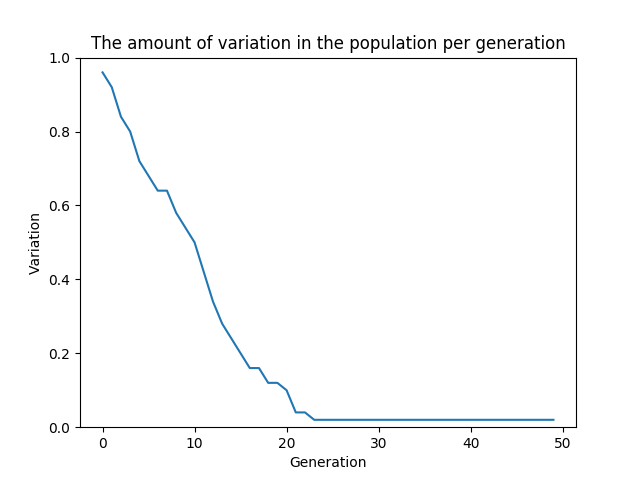 The amount of variation in the population per generation
1.0
0.8
0.6
0.4
0.2
0.0
Variation
0 10 20 30 40 50
Generation